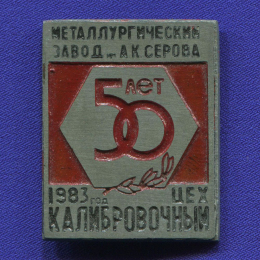 МЕТАЛЛУРГИЧЕСКИЙ
ЗАВОД им. А К СЕРОВА
50 ЛЕТ
1983 год ЦЕХ
КАЛИБРОВОЧНЫЙ